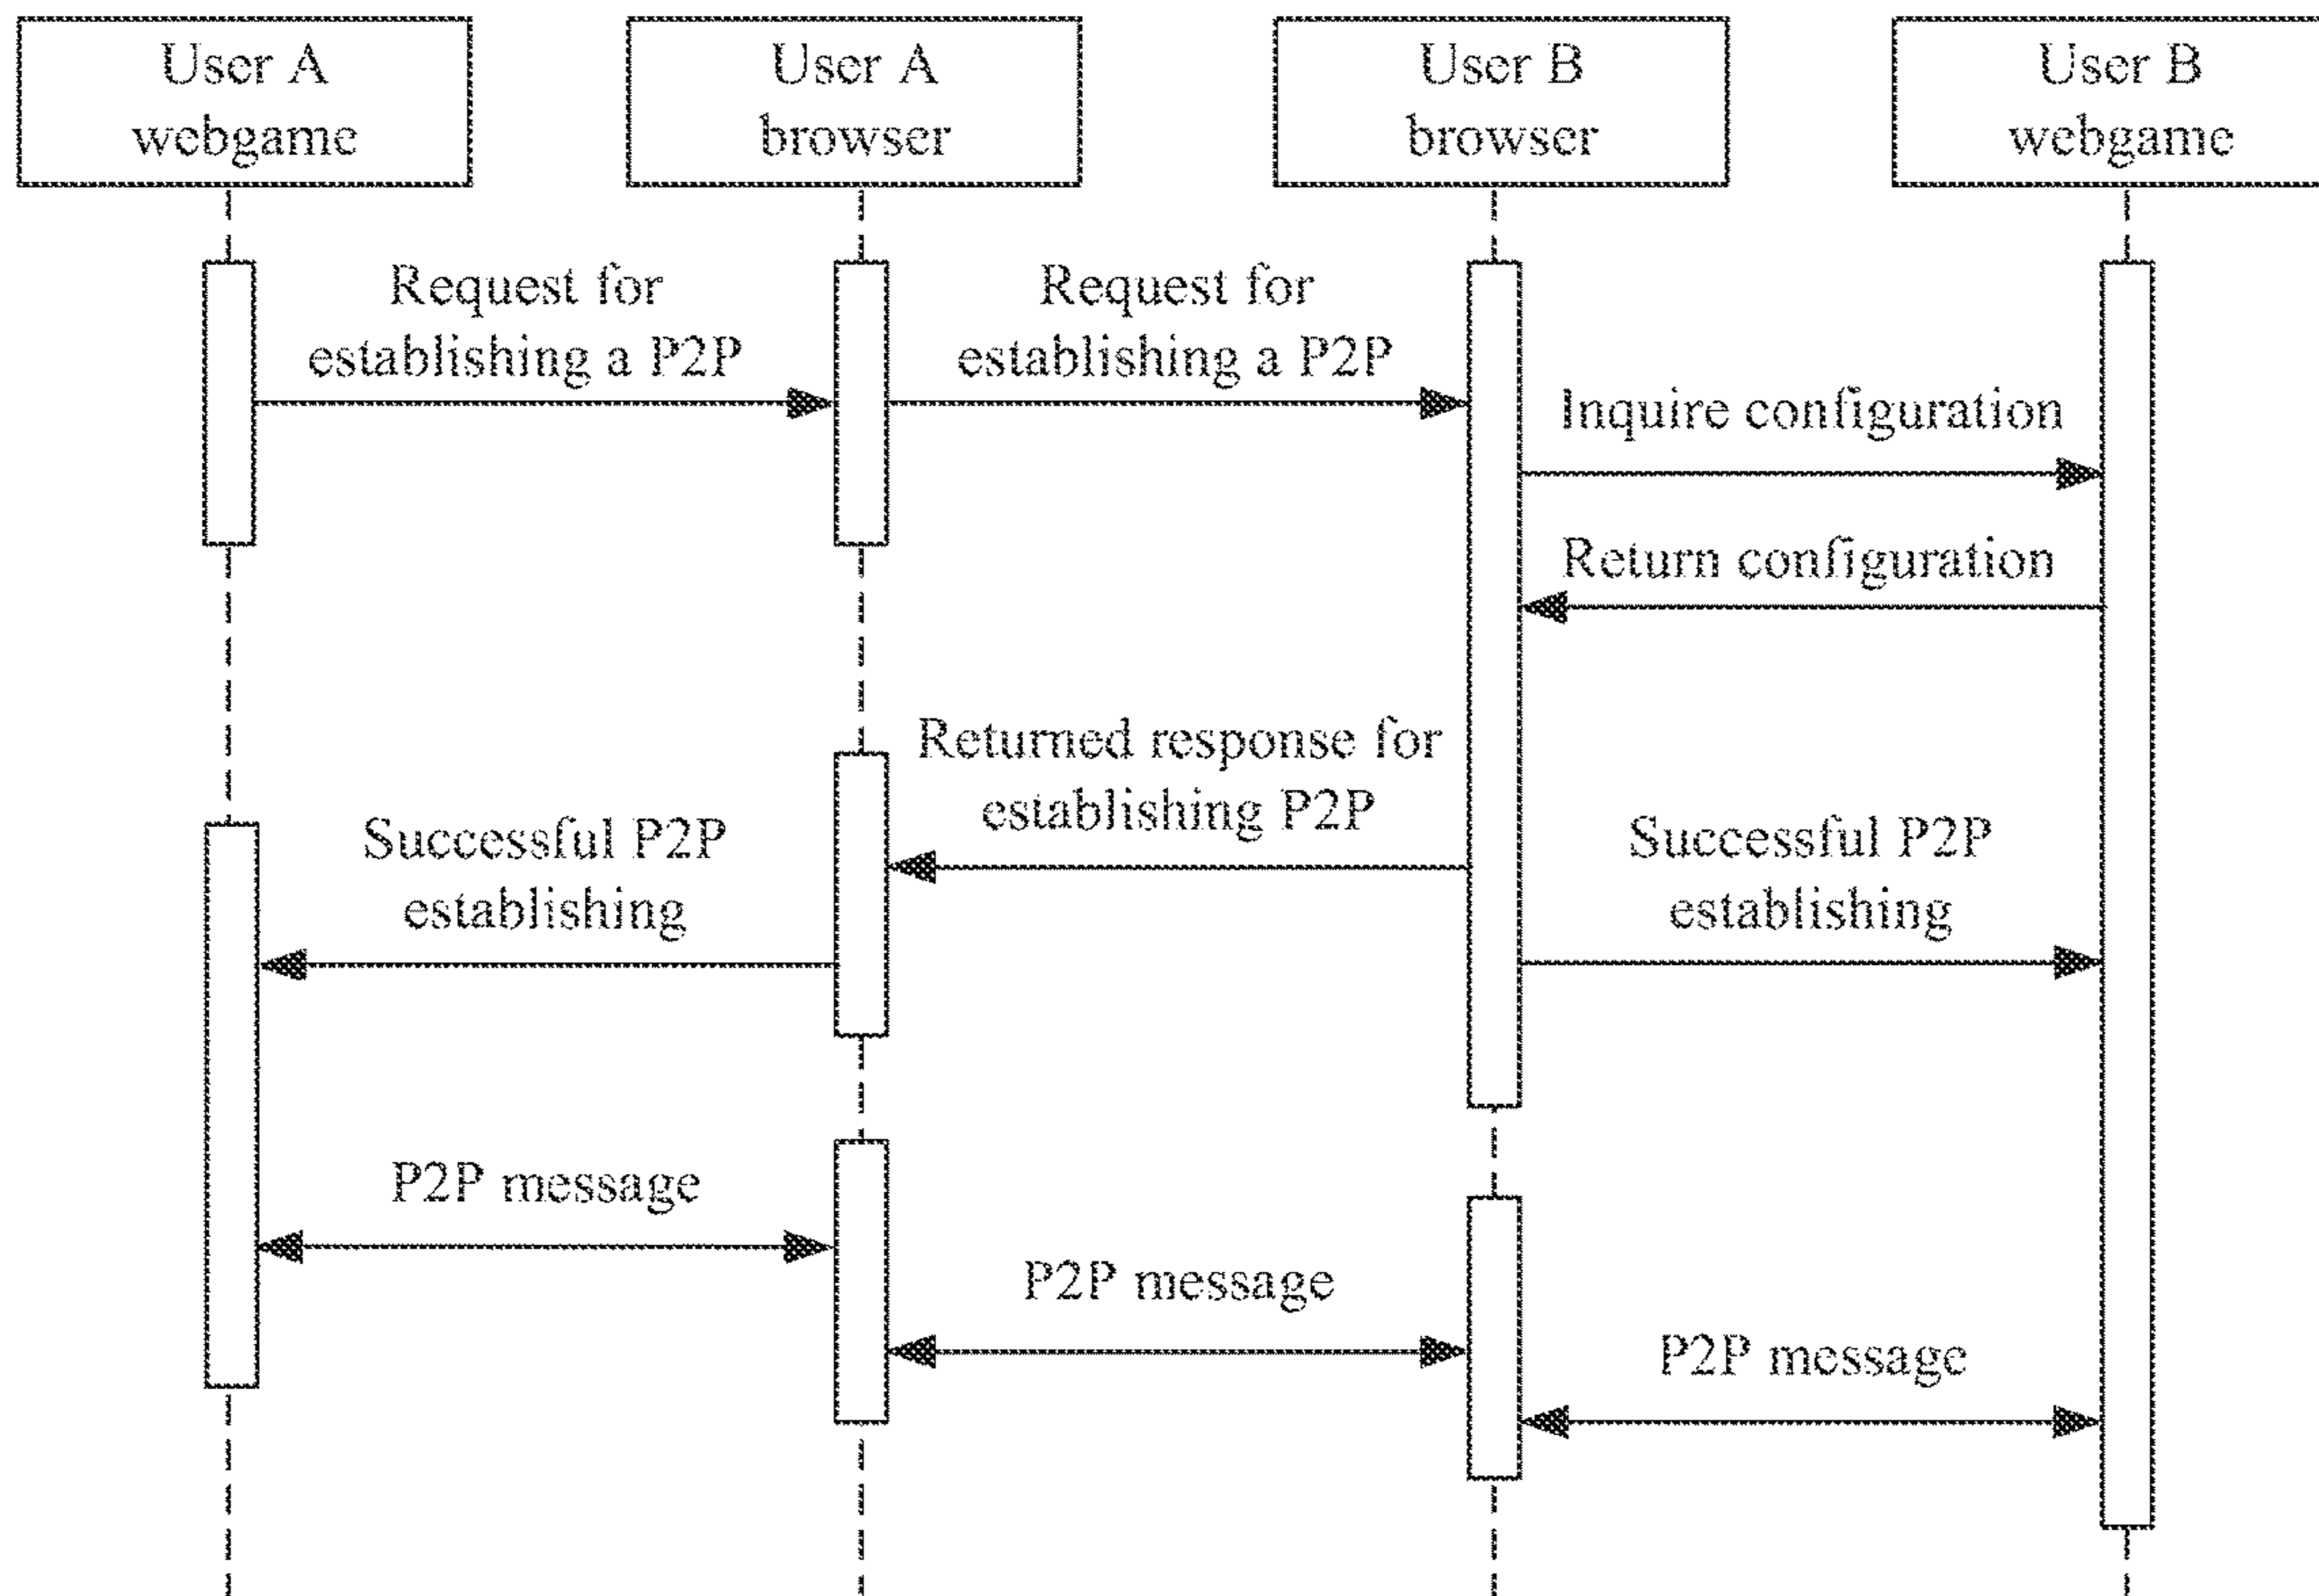 User A
webgame
User A
browser
User B
browser
User B
webgame
Request for
establishing a P2P
Request for
establishing a P2P
Inquire configuration
Return configuration
Returned response for
establishing P2P
Successful P2P
establishing
Successful P2P
establishing
P2P message
P2P message
P2P message